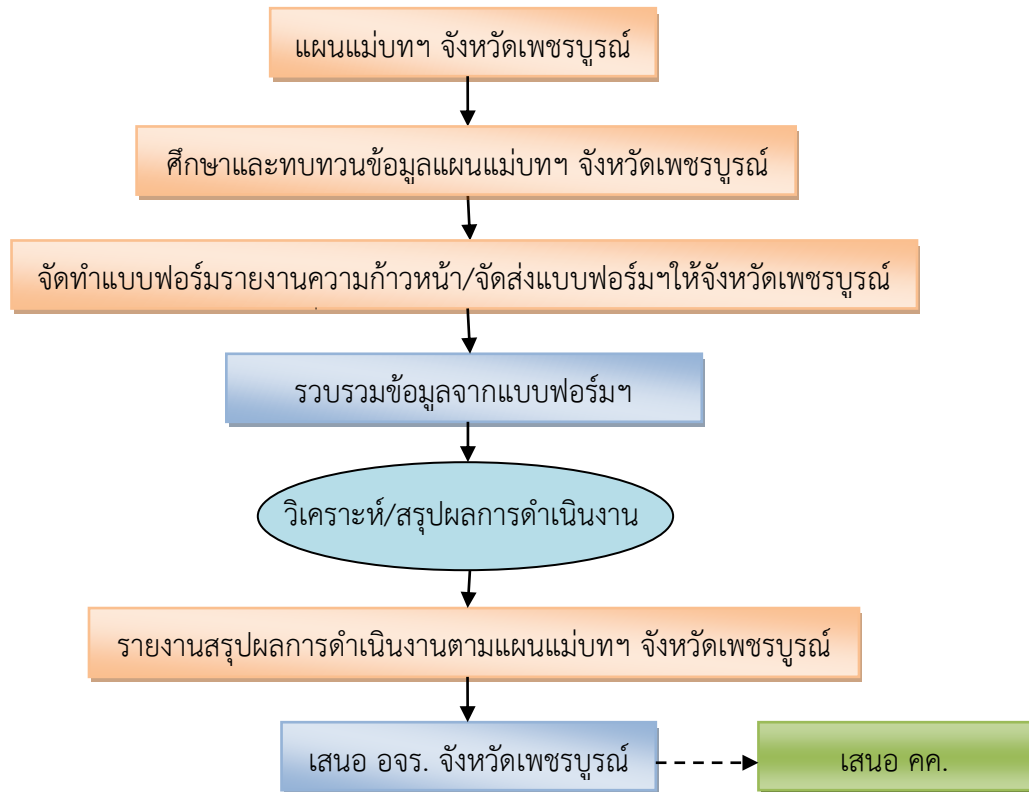 แผนแม่บทฯ จังหวัดเพชรบูรณ์
ศึกษาและทบทวนข้อมูลแผนแม่บทฯ จังหวัดเพชรบูรณ์
จัดทำแบบฟอร์มรายงานความก้าวหน้า/จัดส่งแบบฟอร์มฯให้จังหวัดเพชรบูรณ์
รวบรวมข้อมูลจากแบบฟอร์มฯ
วิเคราะห์/สรุปผลการดำเนินงาน
รายงานสรุปผลการดำเนินงานตามแผนแม่บทฯ จังหวัดเพชรบูรณ์
เสนอ อจร. จังหวัดเพชรบูรณ์
เสนอ คค.